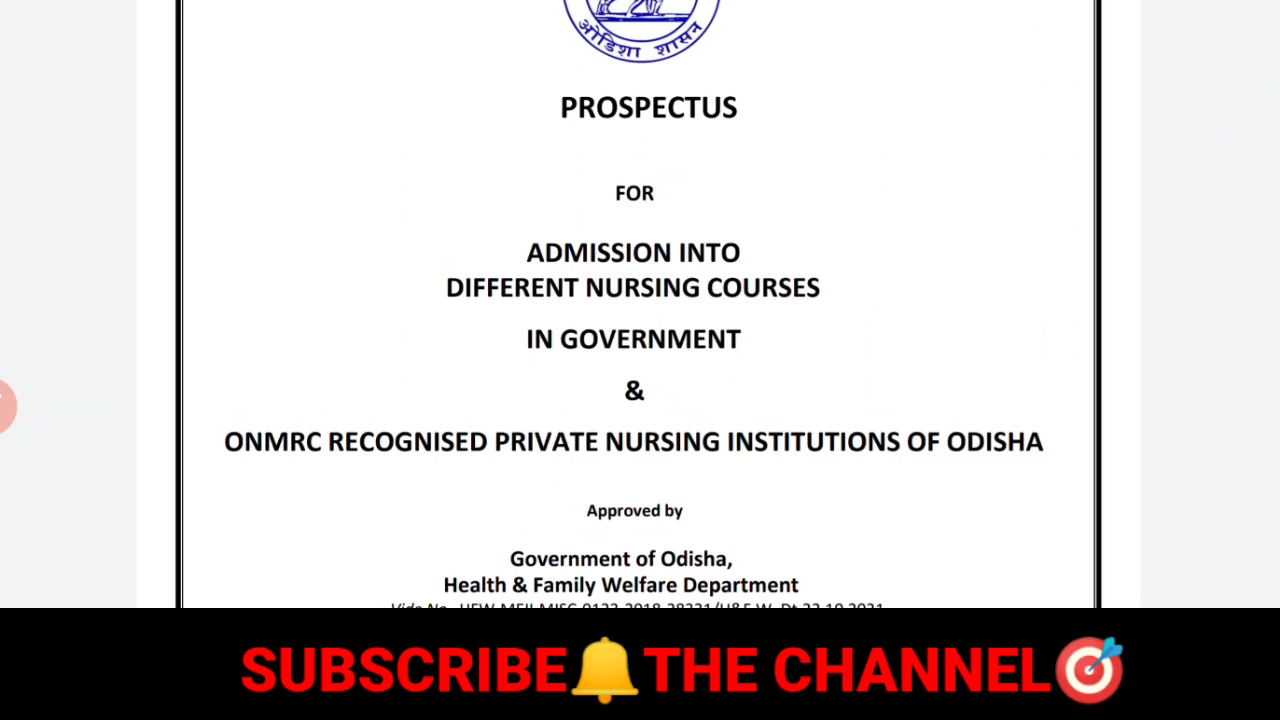 ओडिशा शासन
PROSPECTUS
FOR
ADMISSION INTO
DIFFERENT NURSING COURSES
IN GOVERNMENT
&
ONMRC RECOGNISED PRIVATE NURSING INSTITUTIONS OF ODISHA
Approved by
Government of Odisha,
Health & Family Welfare Department
SUBSCRIBE🔔THE CHANNEL🎯